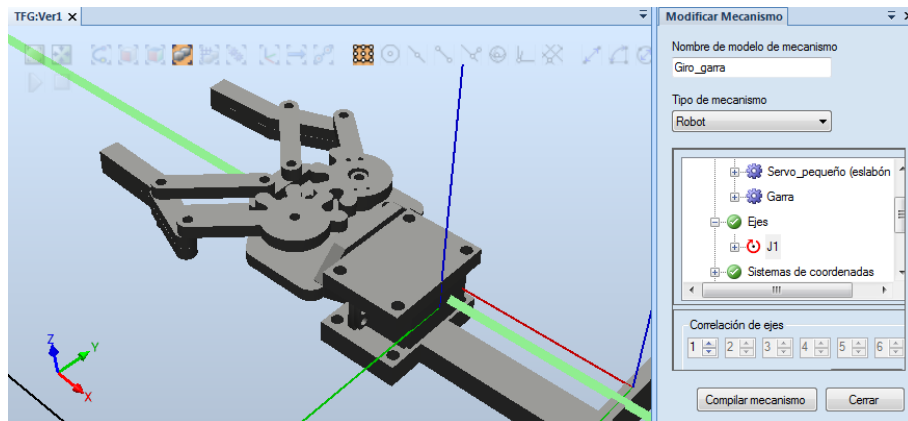 TFG:Ver1
Modificar Mecanismo
Nombre de modelo de mecanismo
Giro_garra
Tipo de mecanismo
Robot
Servo_pequeño (eslabón
Garra
Ejes
J1
Sistemas de coordenadas
Correlación de ejes
1 2 3 4 5 6
Compilar mecanismo Cerrar
Z
Y
X